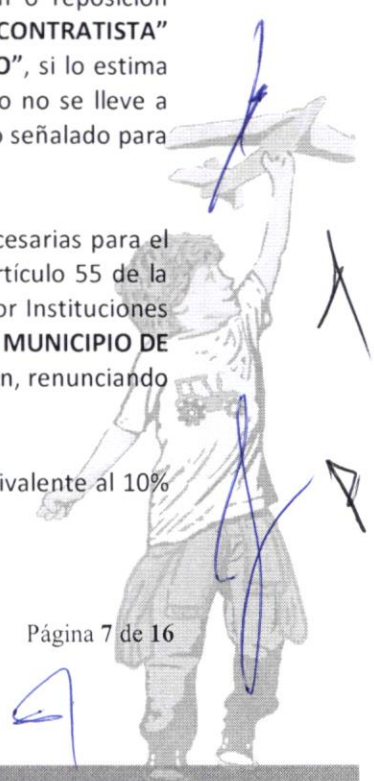 o reposición
CONTRATISTA”
O”, si lo estima
o no se lleve a
o señalado para
cesarias para el
rtículo 55 de la
or Instituciones
MUNICIPIO DE
n, renunciando
ivalente al 10%
Página 7 de 16